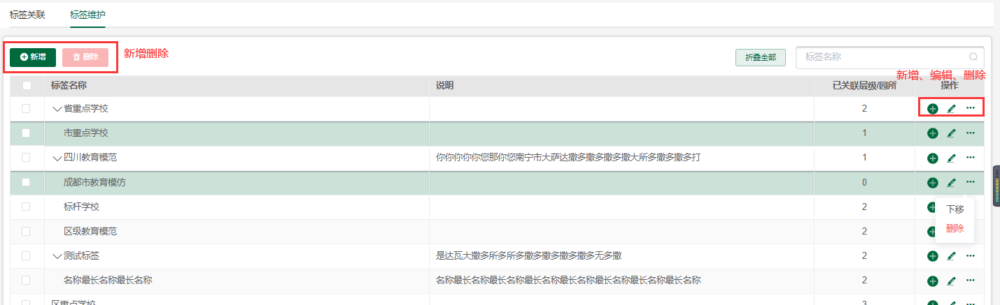 标签关联 标签维护
新增 删除 新增删除 折叠全部 标签名称
新增、编辑、删除
标签名称 说明 已关联层级/园所 操作
省重点学校 2
市重点学校 1
四川教育模范 你你你你你您那你您南宁市大萨达撒多撒多撒多撒大所多撒多撒多打 1
成都市教育模仿 0
标杆学校 2
下移
区级教育模范 2
删除
测试标签 是达瓦大撒多所多所多撒多撒多撒多撒多无多撒 2
名称最长名称最长名称 名称最长名称最长名称最长名称最长名称最长名称最长名称最长名称 2
区重点学校 3